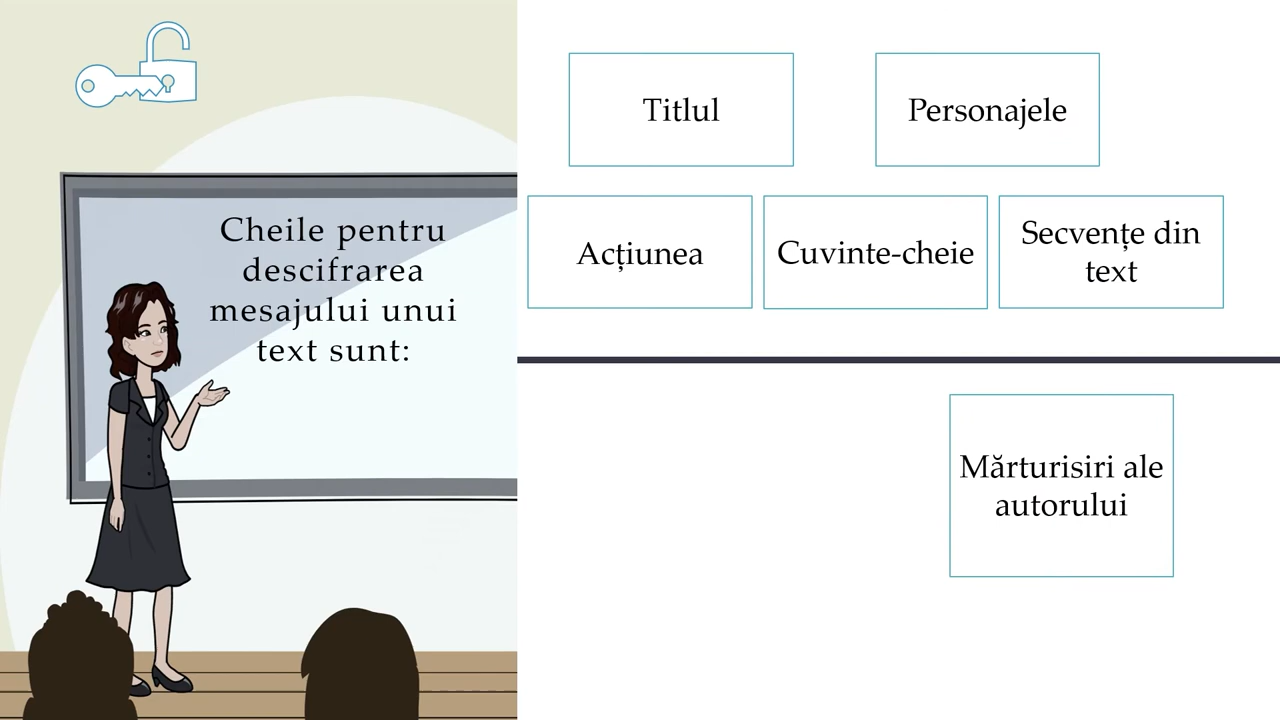 Cheile pentru
descifrarea
mesajului unui
text sunt:
Titlul
Personajele
Acțiunea
Cuvinte-cheie
Secvențe din
text
Mărturisiri ale
autorului